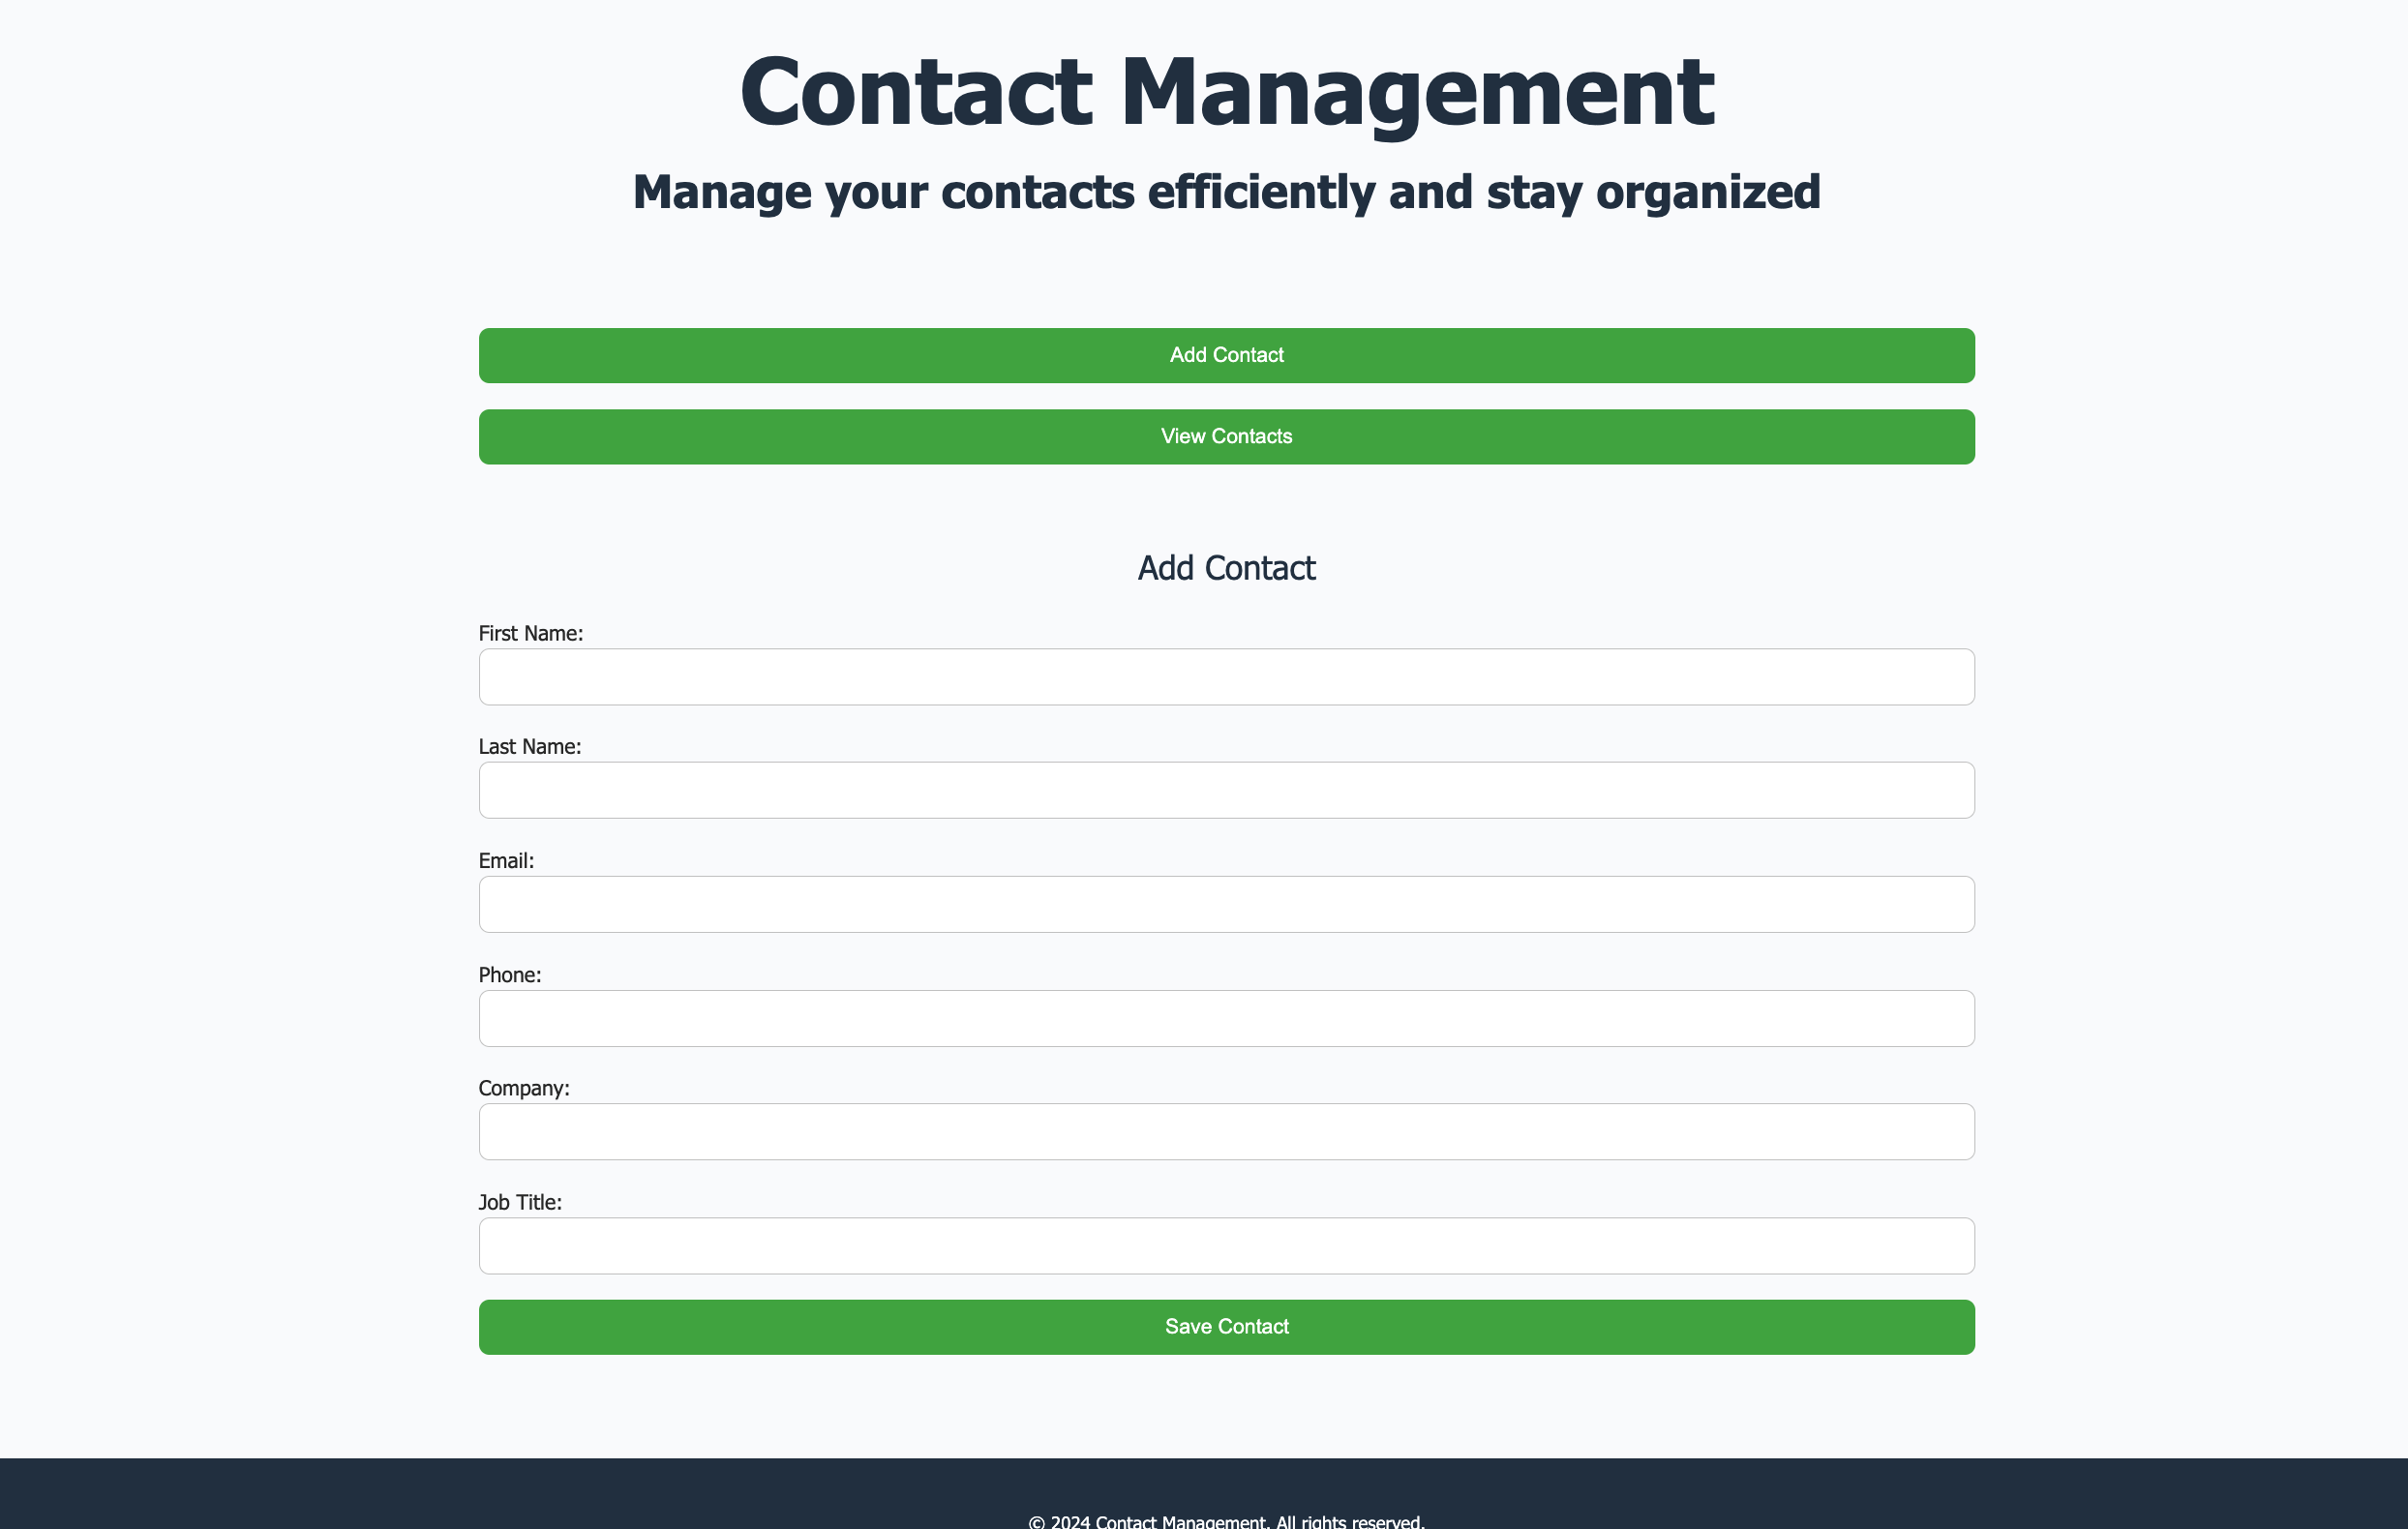 Contact Management
Manage your contacts efficiently and stay organized
Add Contact
View Contacts
Add Contact
First Name:
Last Name:
Email:
Phone:
Company:
Job Title:
Save Contact
© 2024 Contact Management. All rights reserved.